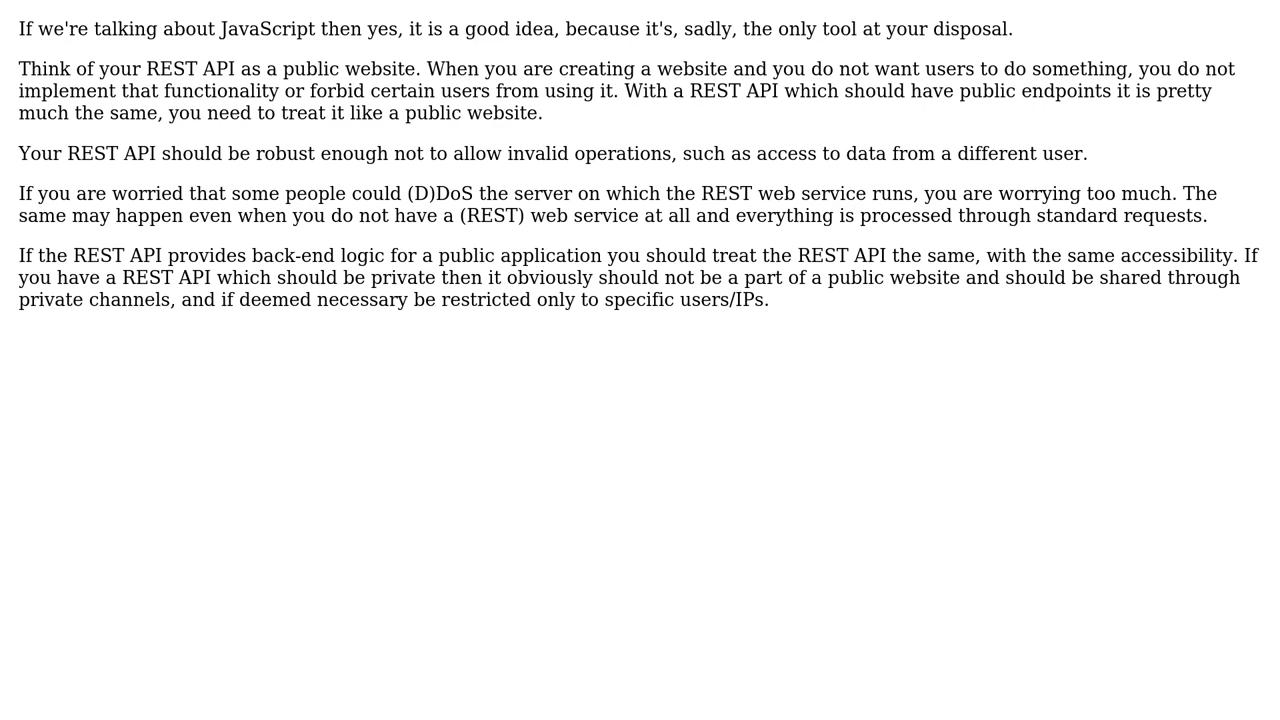 If we're talking about JavaScript then yes, it is a good idea, because it's, sadly, the only tool at your disposal.
Think of your REST API as a public website. When you are creating a website and you do not want users to do something, you do not
implement that functionality or forbid certain users from using it. With a REST API which should have public endpoints it is pretty
much the same, you need to treat it like a public website.
Your REST API should be robust enough not to allow invalid operations, such as access to data from a different user.
If you are worried that some people could (D)DoS the server on which the REST web service runs, you are worrying too much. The
same may happen even when you do not have a (REST) web service at all and everything is processed through standard requests.
If the REST API provides back-end logic for a public application you should treat the REST API the same, with the same accessibility. If
you have a REST API which should be private then it obviously should not be a part of a public website and should be shared through
private channels, and if deemed necessary be restricted only to specific users/IPs.